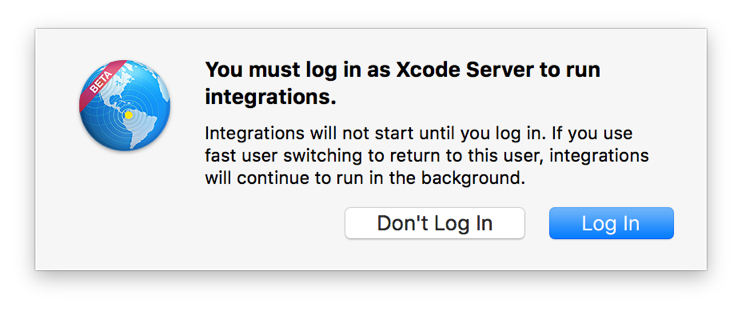 BETA
You must log in as Xcode Server to run
integrations.
Integrations will not start until you log in. If you use
fast user switching to return to this user, integrations
will continue to run in the background.
Don't Log In
Log In